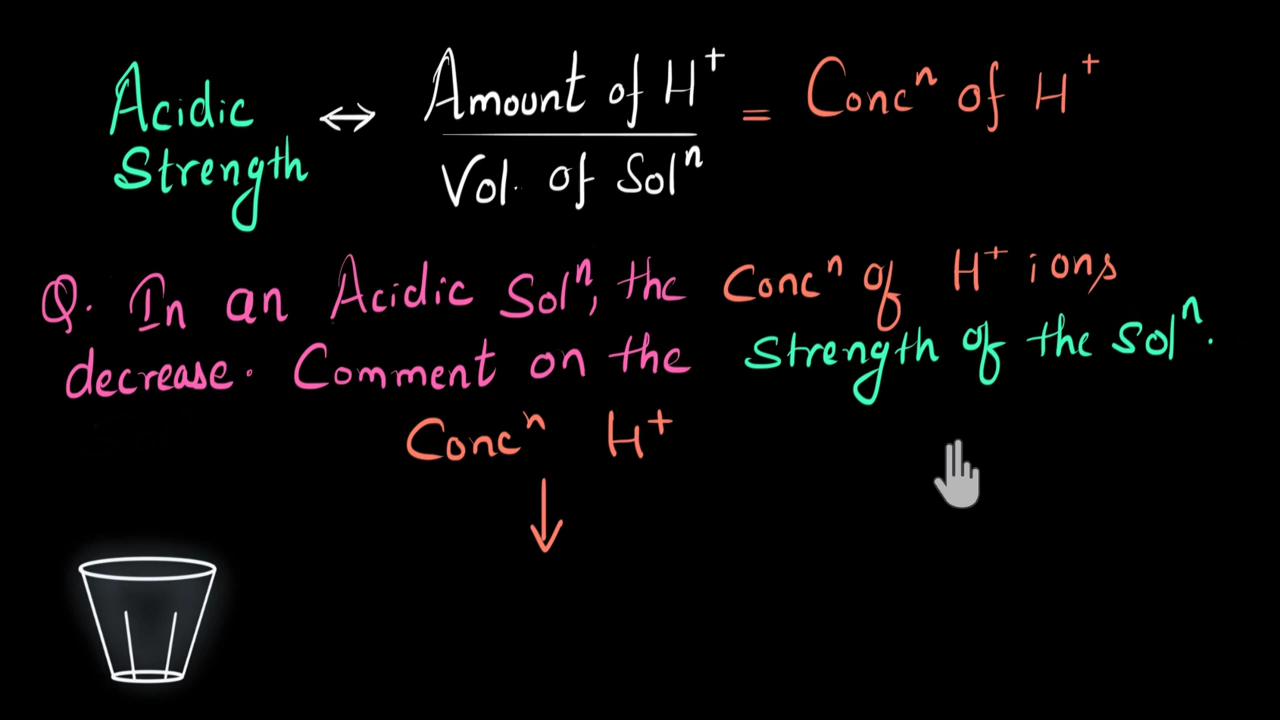 Acidic Strength ↔ Amount of H⁺ / Vol. of Solⁿ = Concⁿ of H⁺
Q. In an Acidic Solⁿ, the Concⁿ of H⁺ ions
decrease. Comment on the Strength of the Solⁿ.
Concⁿ H⁺
↓